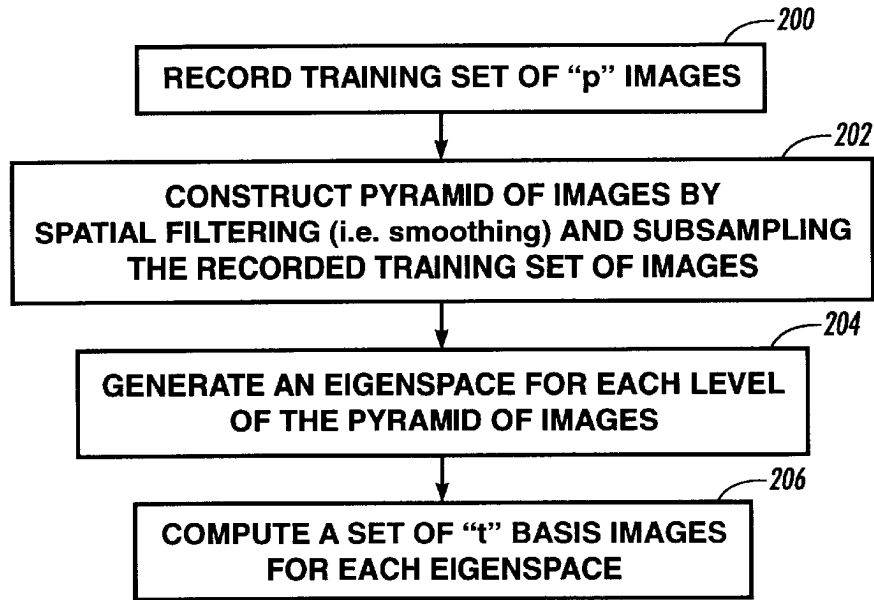 200
RECORD TRAINING SET OF “p” IMAGES
202
CONSTRUCT PYRAMID OF IMAGES BY
SPATIAL FILTERING (i.e. smoothing) AND SUBSAMPLING
THE RECORDED TRAINING SET OF IMAGES
204
GENERATE AN EIGENSPACE FOR EACH LEVEL
OF THE PYRAMID OF IMAGES
206
COMPUTE A SET OF “t” BASIS IMAGES
FOR EACH EIGENSPACE